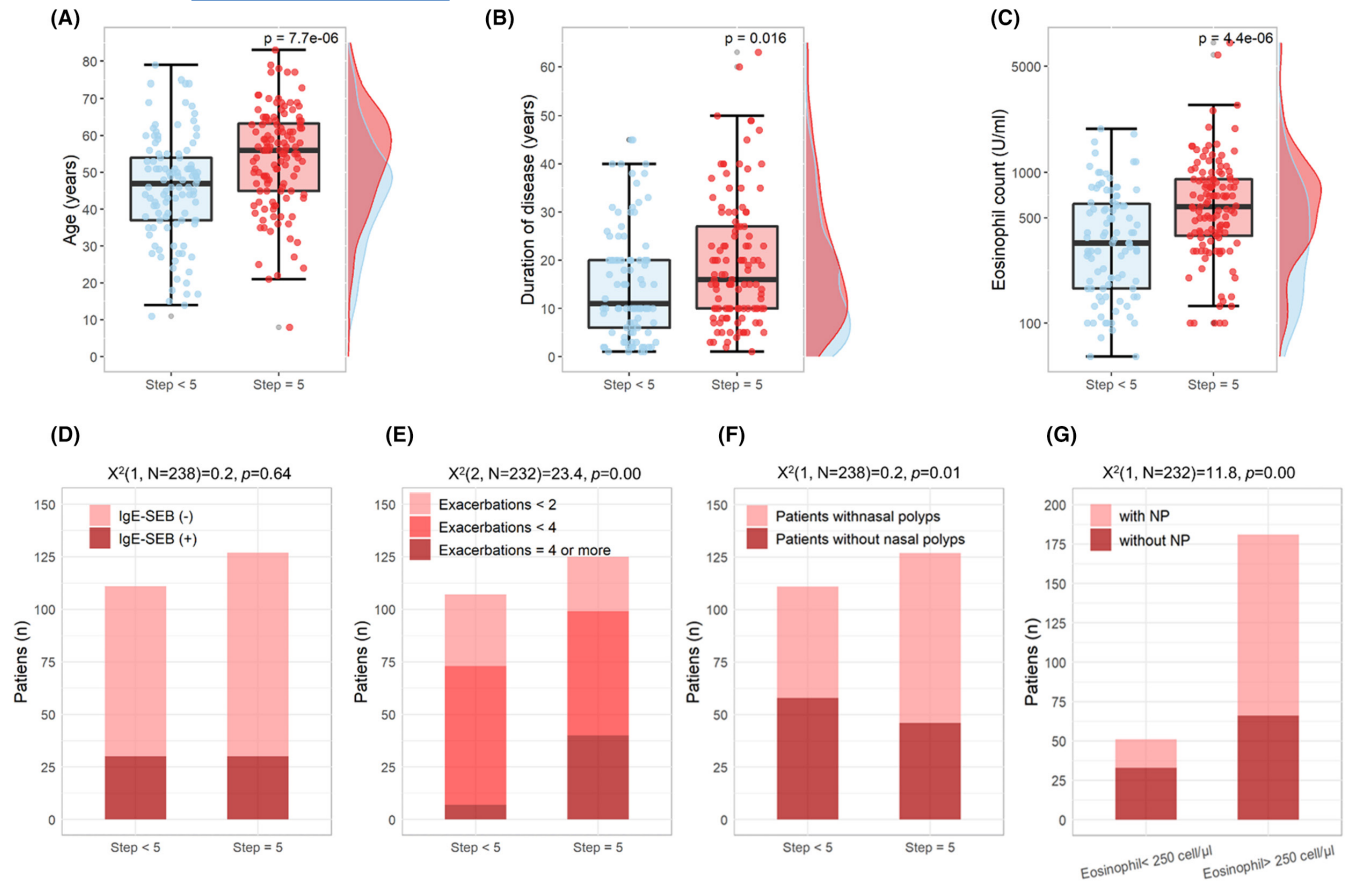 (A)
p = 7.7e-06
Age (years)
80
70
60
50
40
30
20
10
0
Step < 5
Step = 5
(B)
p = 0.016
Duration of disease (years)
60
50
40
30
20
10
0
Step < 5
Step = 5
(C)
p = 4.4e-06
Eosinophil count (U/ml)
5000
1000
500
100
Step < 5
Step = 5
(D)
X²(1, N=238)=0.2, p=0.64
IgE-SEB (-)
IgE-SEB (+)
Patiens (n)
150
125
100
75
50
25
0
Step < 5
Step = 5
(E)
X²(2, N=232)=23.4, p=0.00
Exacerbations < 2
Exacerbations < 4
Exacerbations = 4 or more
Patiens (n)
150
125
100
75
50
25
0
Step < 5
Step = 5
(F)
X²(1, N=238)=0.2, p=0.01
Patients withnasal polyps
Patients without nasal polyps
Patiens (n)
150
125
100
75
50
25
0
Step < 5
Step = 5
(G)
X²(1, N=232)=11.8, p=0.00
with NP
without NP
Patiens (n)
200
175
150
125
100
75
50
25
0
Eosinophil< 250 cell/µl
Eosinophil> 250 cell/µl